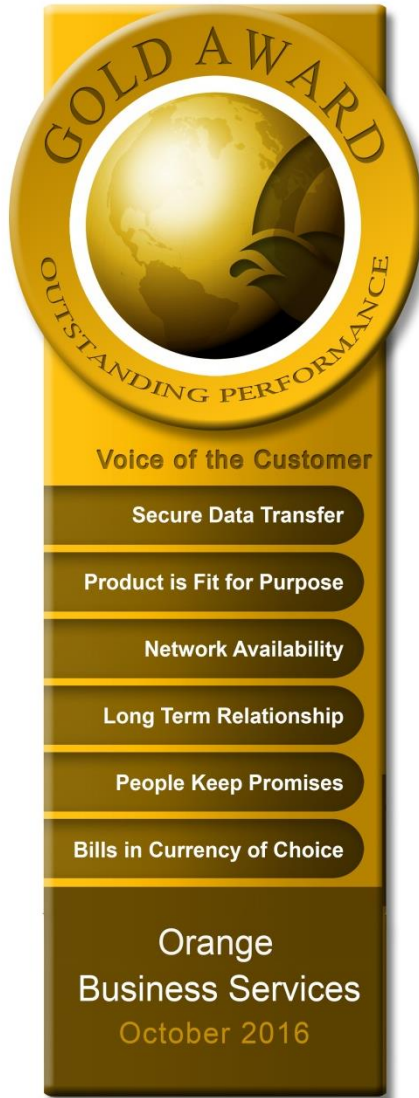 GOLD AWARD
OUTSTANDING PERFORMANCE
Voice of the Customer
Secure Data Transfer
Product is Fit for Purpose
Network Availability
Long Term Relationship
People Keep Promises
Bills in Currency of Choice
Orange
Business Services
October 2016